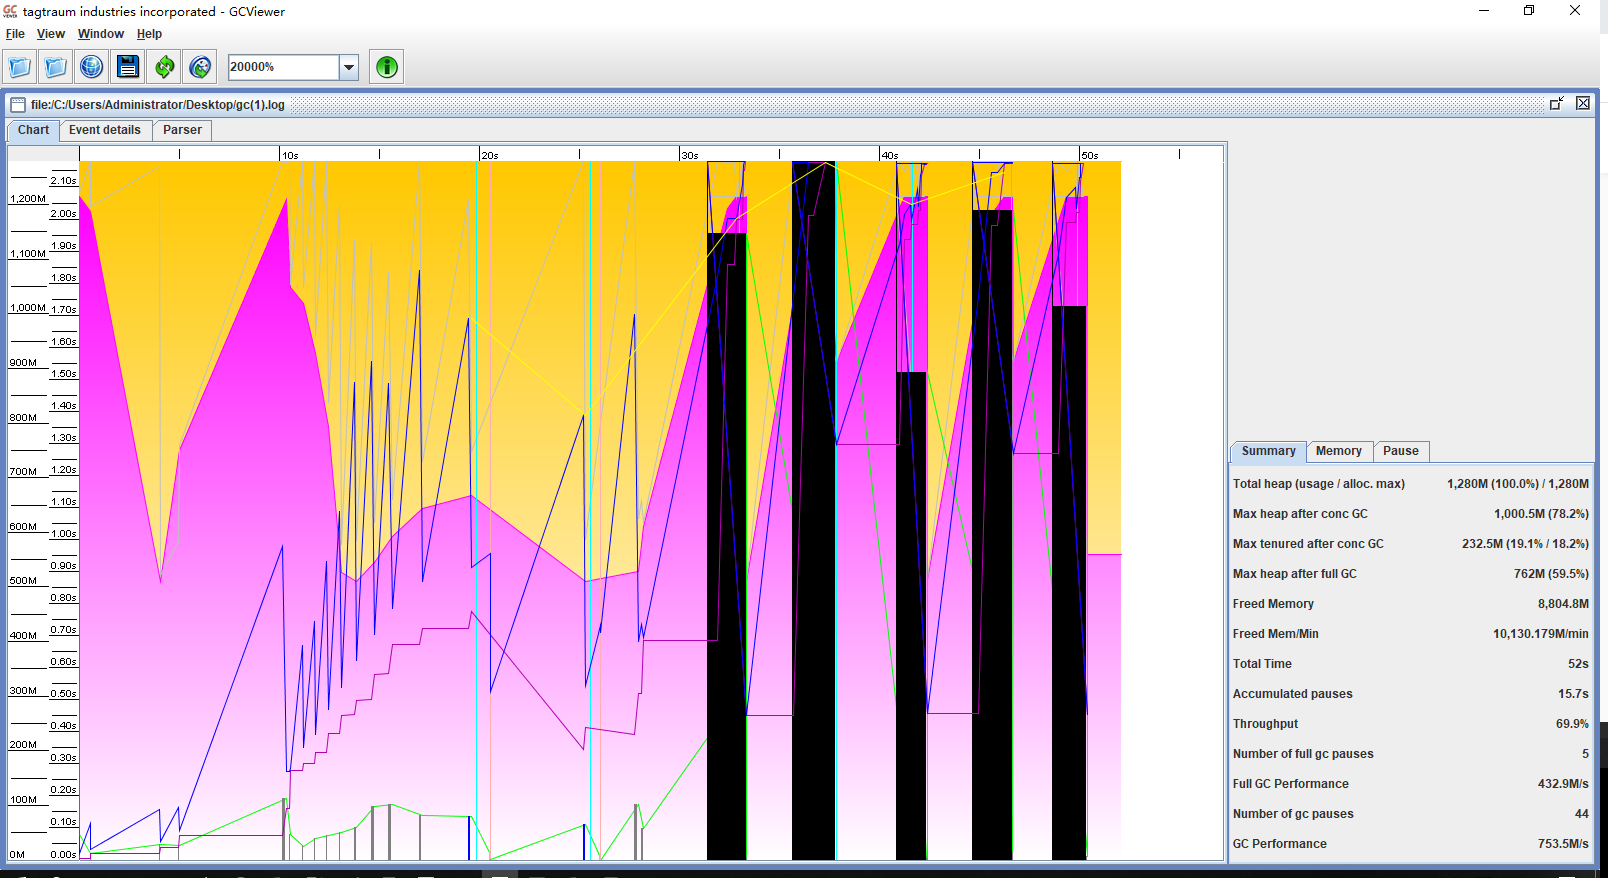 GC VIEWER tagtraum industries incorporated - GCViewer
File View Window Help
20000%
file:/C:/Users/Administrator/Desktop/gc(1).log
Chart Event details Parser
10s 20s 30s 40s 50s
1,200M
1,100M
1,000M
900M
800M
700M
600M
500M
400M
300M
200M
100M
0M
2.10s
2.00s
1.90s
1.80s
1.70s
1.60s
1.50s
1.40s
1.30s
1.20s
1.10s
1.00s
0.90s
0.80s
0.70s
0.60s
0.50s
0.40s
0.30s
0.20s
0.10s
0.00s
Summary Memory Pause
Total heap (usage / alloc. max) 1,280M (100.0%) / 1,280M
Max heap after conc GC 1,000.5M (78.2%)
Max tenured after conc GC 232.5M (19.1% / 18.2%)
Max heap after full GC 762M (59.5%)
Freed Memory 8,804.8M
Freed Mem/Min 10,130.179M/min
Total Time 52s
Accumulated pauses 15.7s
Throughput 69.9%
Number of full gc pauses 5
Full GC Performance 432.9M/s
Number of gc pauses 44
GC Performance 753.5M/s